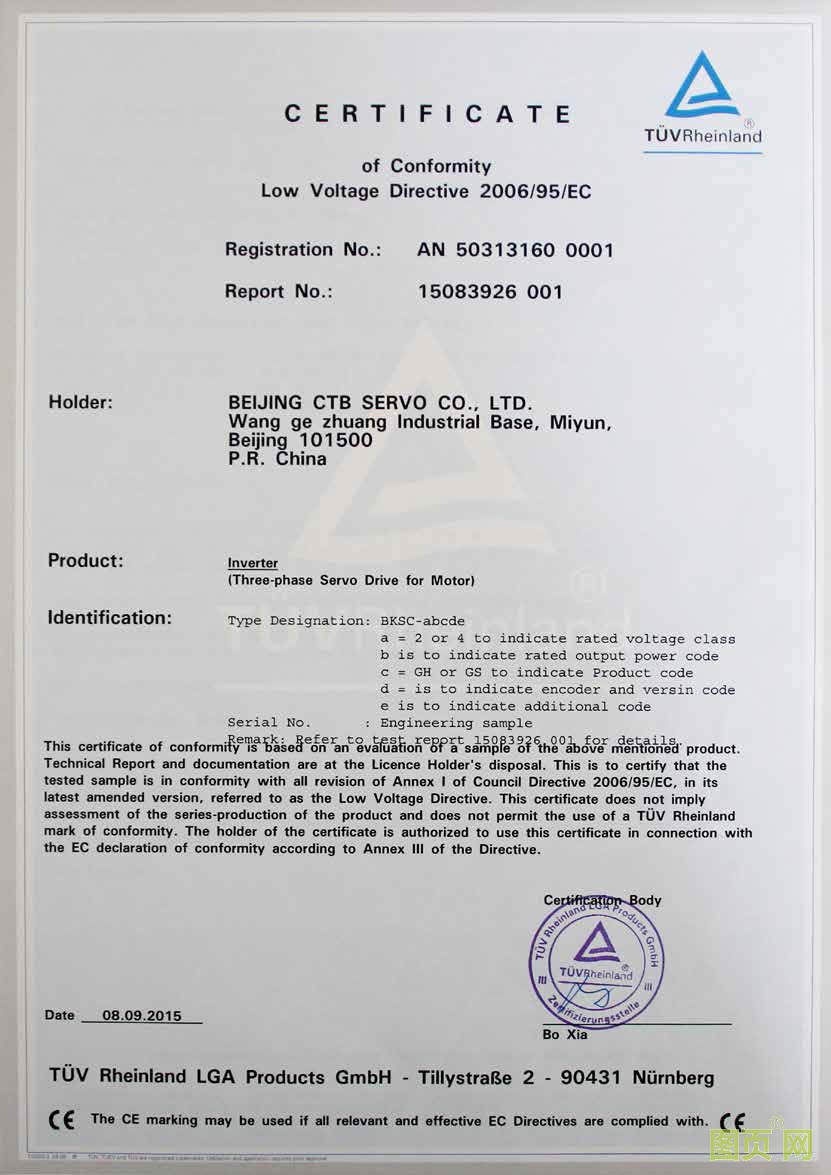 CERTIFICATE
TÜVRheinland ®
of Conformity
Low Voltage Directive 2006/95/EC
Registration No.: AN 50313160 0001
Report No.: 15083926 001
Holder: BEIJING CTB SERVO CO., LTD.
Wang ge zhuang Industrial Base, Miyun,
Beijing 101500
P.R. China
Product: Inverter
(Three-phase Servo Drive for Motor)
Identification: Type Designation: BKSC-abcde
a = 2 or 4 to indicate rated voltage class
b is to indicate rated output power code
c = GH or GS to indicate Product code
d = is to indicate encoder and versin code
e is to indicate additional code
Serial No. : Engineering sample
Remark: Refer to test report 15083926 001 for details.
This certificate of conformity is based on an evaluation of a sample of the above mentioned product.
Technical Report and documentation are at the Licence Holder's disposal. This is to certify that the
tested sample is in conformity with all revision of Annex I of Council Directive 2006/95/EC, in its
latest amended version, referred to as the Low Voltage Directive. This certificate does not imply
assessment of the series-production of the product and does not permit the use of a TÜV Rheinland
mark of conformity. The holder of the certificate is authorized to use this certificate in connection with
the EC declaration of conformity according to Annex III of the Directive.
Certification Body
TÜV Rheinland LGA Products GmbH
TÜVRheinland ®
Zertifizierungsstelle
Date 08.09.2015
Bo Xia
TÜV Rheinland LGA Products GmbH - Tillystraße 2 - 90431 Nürnberg
CE The CE marking may be used if all relevant and effective EC Directives are complied with. CE
图页网